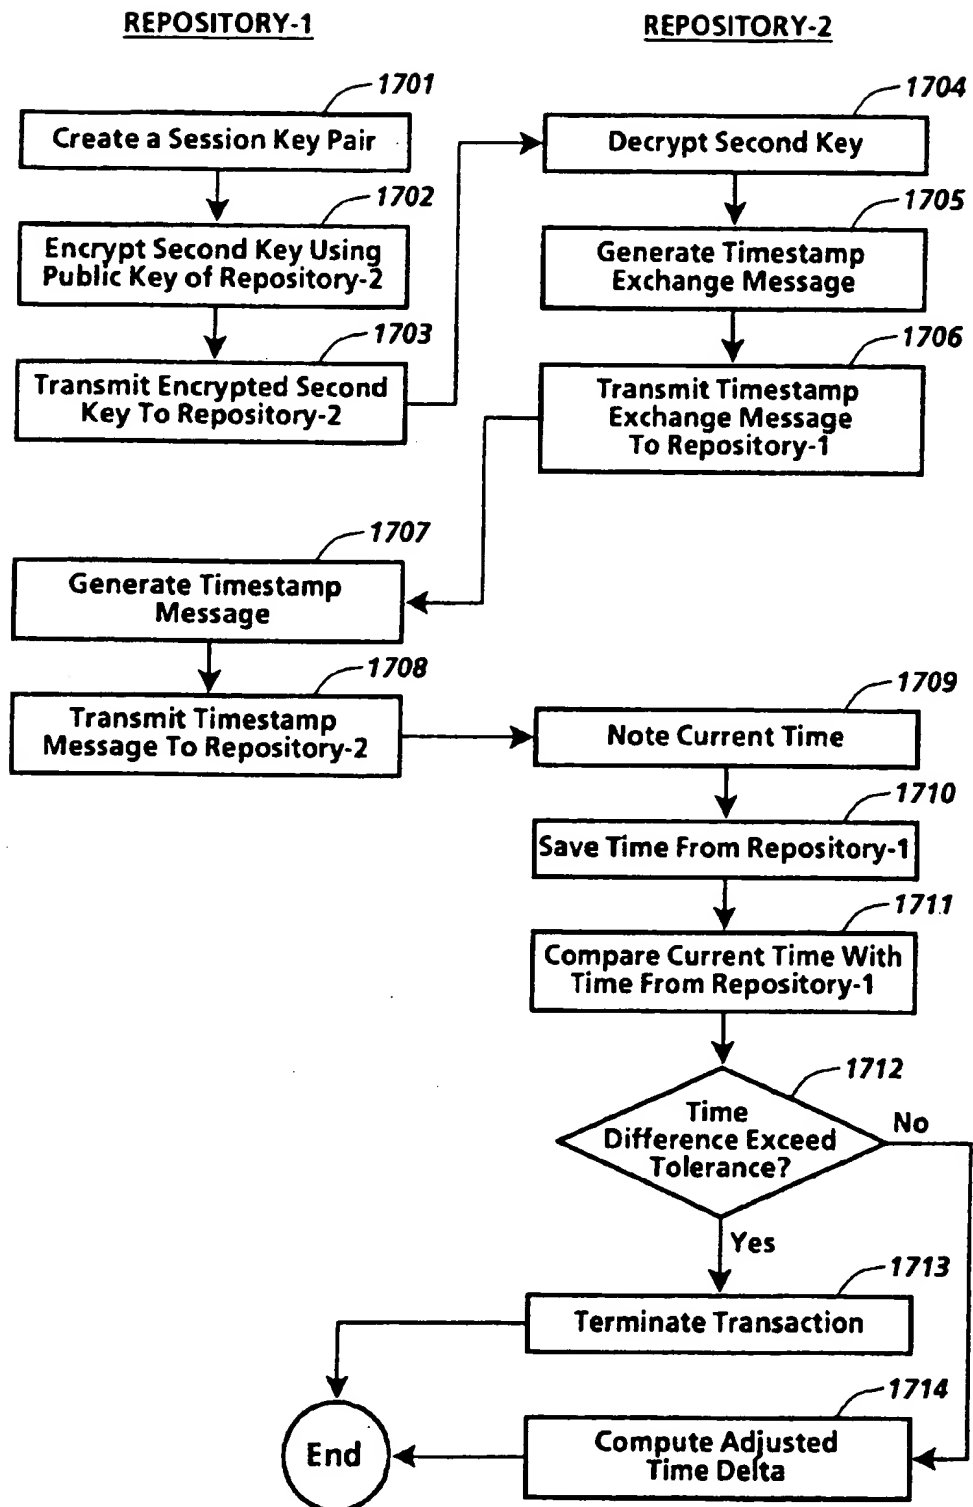 REPOSITORY-1
REPOSITORY-2
1701
Create a Session Key Pair
1702
Encrypt Second Key Using
Public Key of Repository-2
1703
Transmit Encrypted Second
Key To Repository-2
1704
Decrypt Second Key
1705
Generate Timestamp
Exchange Message
1706
Transmit Timestamp
Exchange Message
To Repository-1
1707
Generate Timestamp
Message
1708
Transmit Timestamp
Message To Repository-2
1709
Note Current Time
1710
Save Time From Repository-1
1711
Compare Current Time With
Time From Repository-1
1712
Time
Difference Exceed
Tolerance?
No
Yes
1713
Terminate Transaction
1714
Compute Adjusted
Time Delta
End